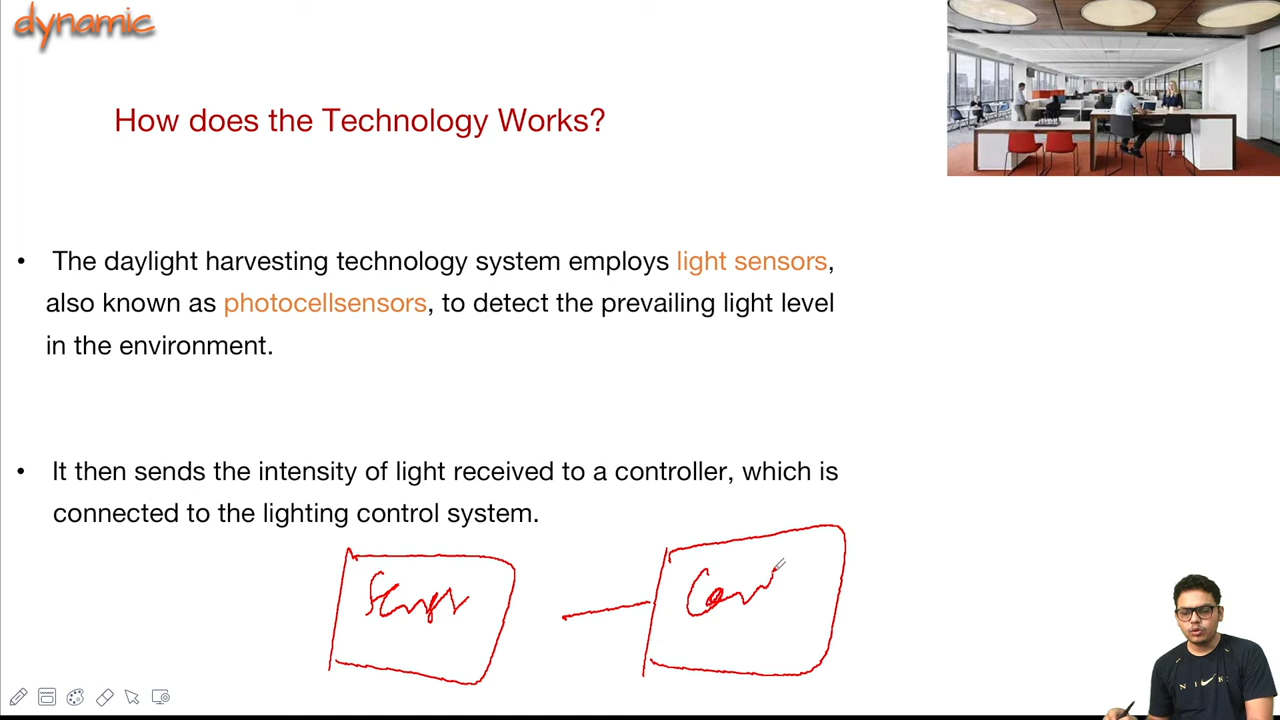 dynamic
How does the Technology Works?
• The daylight harvesting technology system employs light sensors,
also known as photocellsensors, to detect the prevailing light level
in the environment.
• It then sends the intensity of light received to a controller, which is
connected to the lighting control system.
Sensor